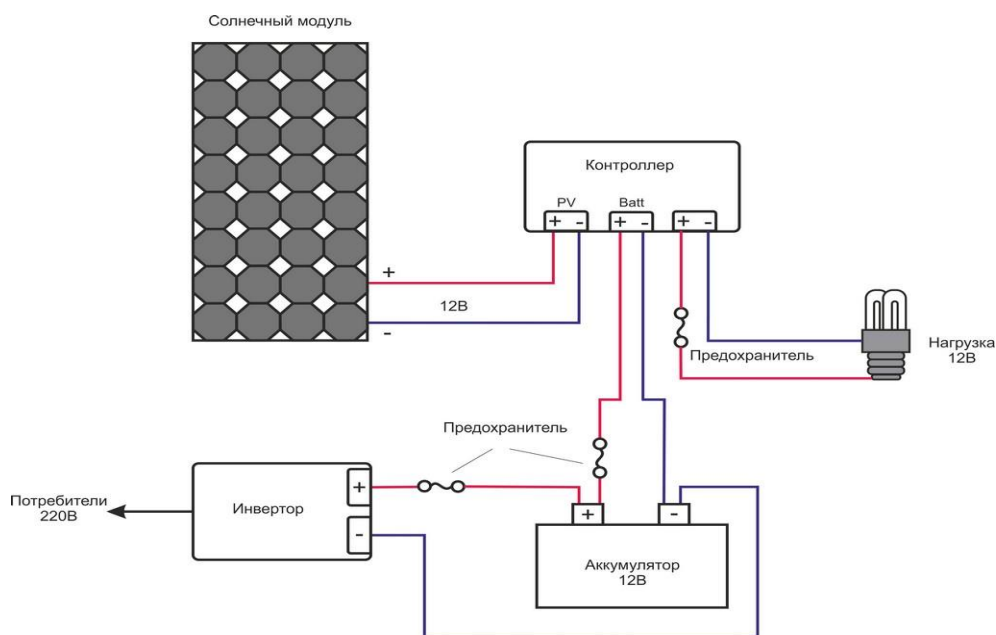 Солнечный модуль
Контроллер
PV
Batt
+ -
+ -
+ -
+
12В
-
Предохранитель
Нагрузка
12В
Предохранитель
Потребители
220В
Инвертор
+
-
+
-
Аккумулятор
12В